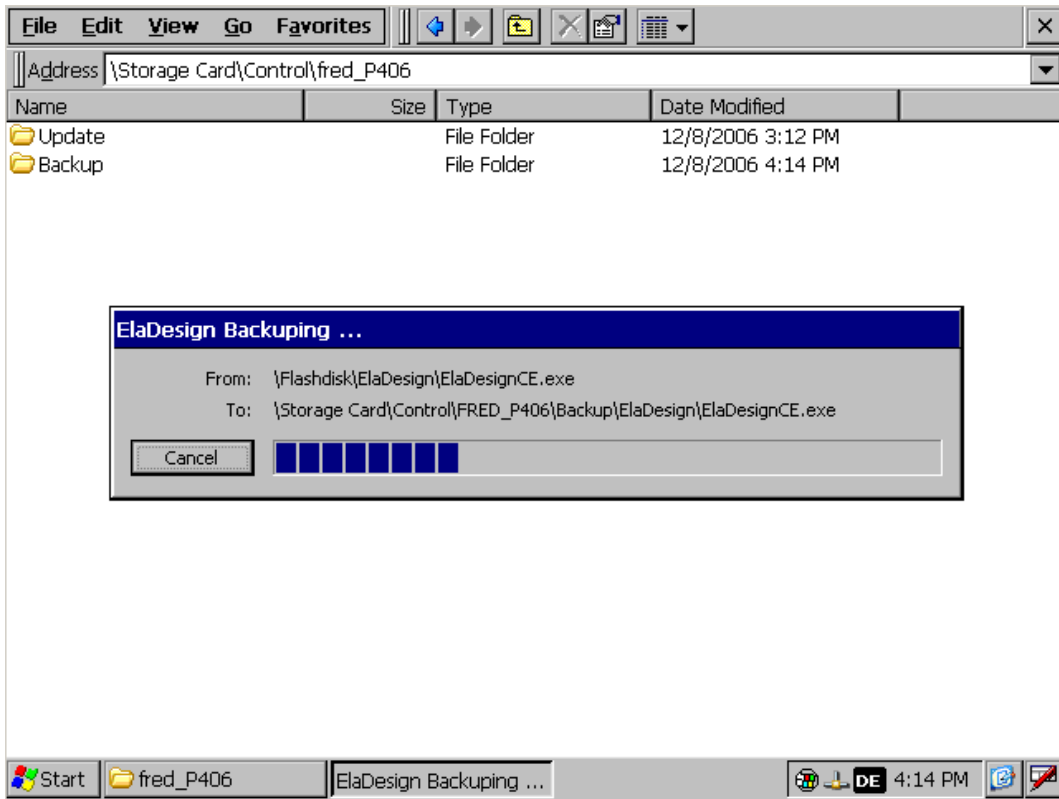 File Edit View Go Favorites
Address \Storage Card\Control\fred_P406
Name Size Type Date Modified
Update File Folder 12/8/2006 3:12 PM
Backup File Folder 12/8/2006 4:14 PM
ElaDesign Backuping ...
From: \Flashdisk\ElaDesign\ElaDesignCE.exe
To: \Storage Card\Control\FRED_P406\Backup\ElaDesign\ElaDesignCE.exe
Cancel
Start fred_P406 ElaDesign Backuping ... DE 4:14 PM